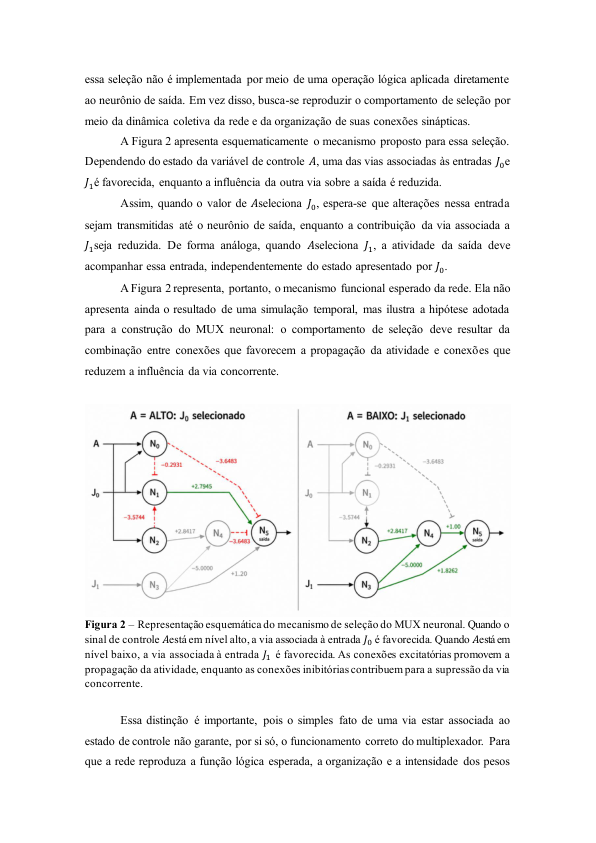 essa seleção não é implementada por meio de uma operação lógica aplicada diretamente
ao neurônio de saída. Em vez disso, busca-se reproduzir o comportamento de seleção por
meio da dinâmica coletiva da rede e da organização de suas conexões sinápticas.
A Figura 2 apresenta esquematicamente o mecanismo proposto para essa seleção.
Dependendo do estado da variável de controle A, uma das vias associadas às entradas J₀e
J₁é favorecida, enquanto a influência da outra via sobre a saída é reduzida.
Assim, quando o valor de Aseleciona J₀, espera-se que alterações nessa entrada
sejam transmitidas até o neurônio de saída, enquanto a contribuição da via associada a
J₁seja reduzida. De forma análoga, quando Aseleciona J₁, a atividade da saída deve
acompanhar essa entrada, independentemente do estado apresentado por J₀.
A Figura 2 representa, portanto, o mecanismo funcional esperado da rede. Ela não
apresenta ainda o resultado de uma simulação temporal, mas ilustra a hipótese adotada
para a construção do MUX neuronal: o comportamento de seleção deve resultar da
combinação entre conexões que favorecem a propagação da atividade e conexões que
reduzem a influência da via concorrente.
A = ALTO: J₀ selecionado
A
N₀
−3.6483
−0.2931
J₀
N₁
+2.7945
−3.5744
N₂
+2.8417
N₄
−3.6483
N₅
saída
−5.0000
+1.20
J₁
N₃
A = BAIXO: J₁ selecionado
A
N₀
−3.6483
−0.2931
J₀
N₁
−3.5744
N₂
+2.8417
N₄
+1.00
N₅
saída
−5.0000
+1.8262
J₁
N₃
Figura 2 – Representação esquemática do mecanismo de seleção do MUX neuronal. Quando o
sinal de controle Aestá em nível alto, a via associada à entrada J₀ é favorecida. Quando Aestá em
nível baixo, a via associada à entrada J₁ é favorecida. As conexões excitatórias promovem a
propagação da atividade, enquanto as conexões inibitórias contribuem para a supressão da via
concorrente.
Essa distinção é importante, pois o simples fato de uma via estar associada ao
estado de controle não garante, por si só, o funcionamento correto do multiplexador. Para
que a rede reproduza a função lógica esperada, a organização e a intensidade dos pesos